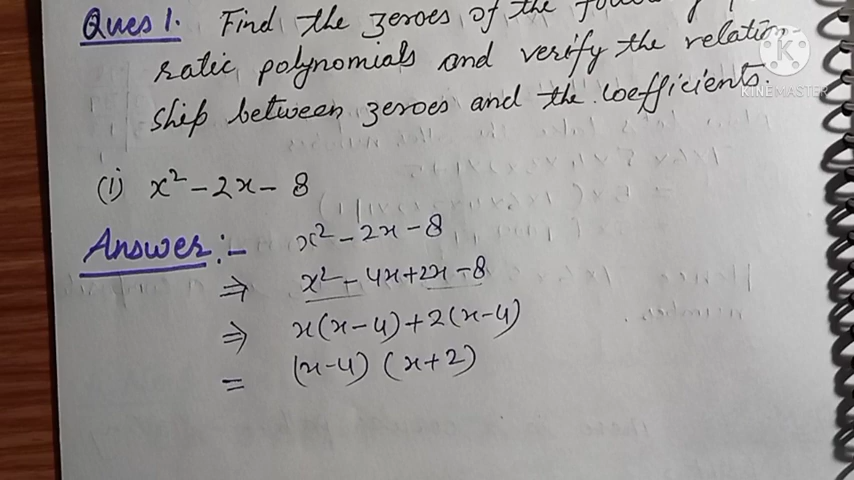 Ques 1. Find the zeroes of the
ratic polynomials and verify the relation-
ship between zeroes and the coefficients.
(i) x² - 2x - 8
Answer:- x² - 2x - 8
⇒ x² - 4x + 2x - 8
⇒ x(x-4) + 2(x-4)
= (x-4) (x+2)
K
KINEMASTER